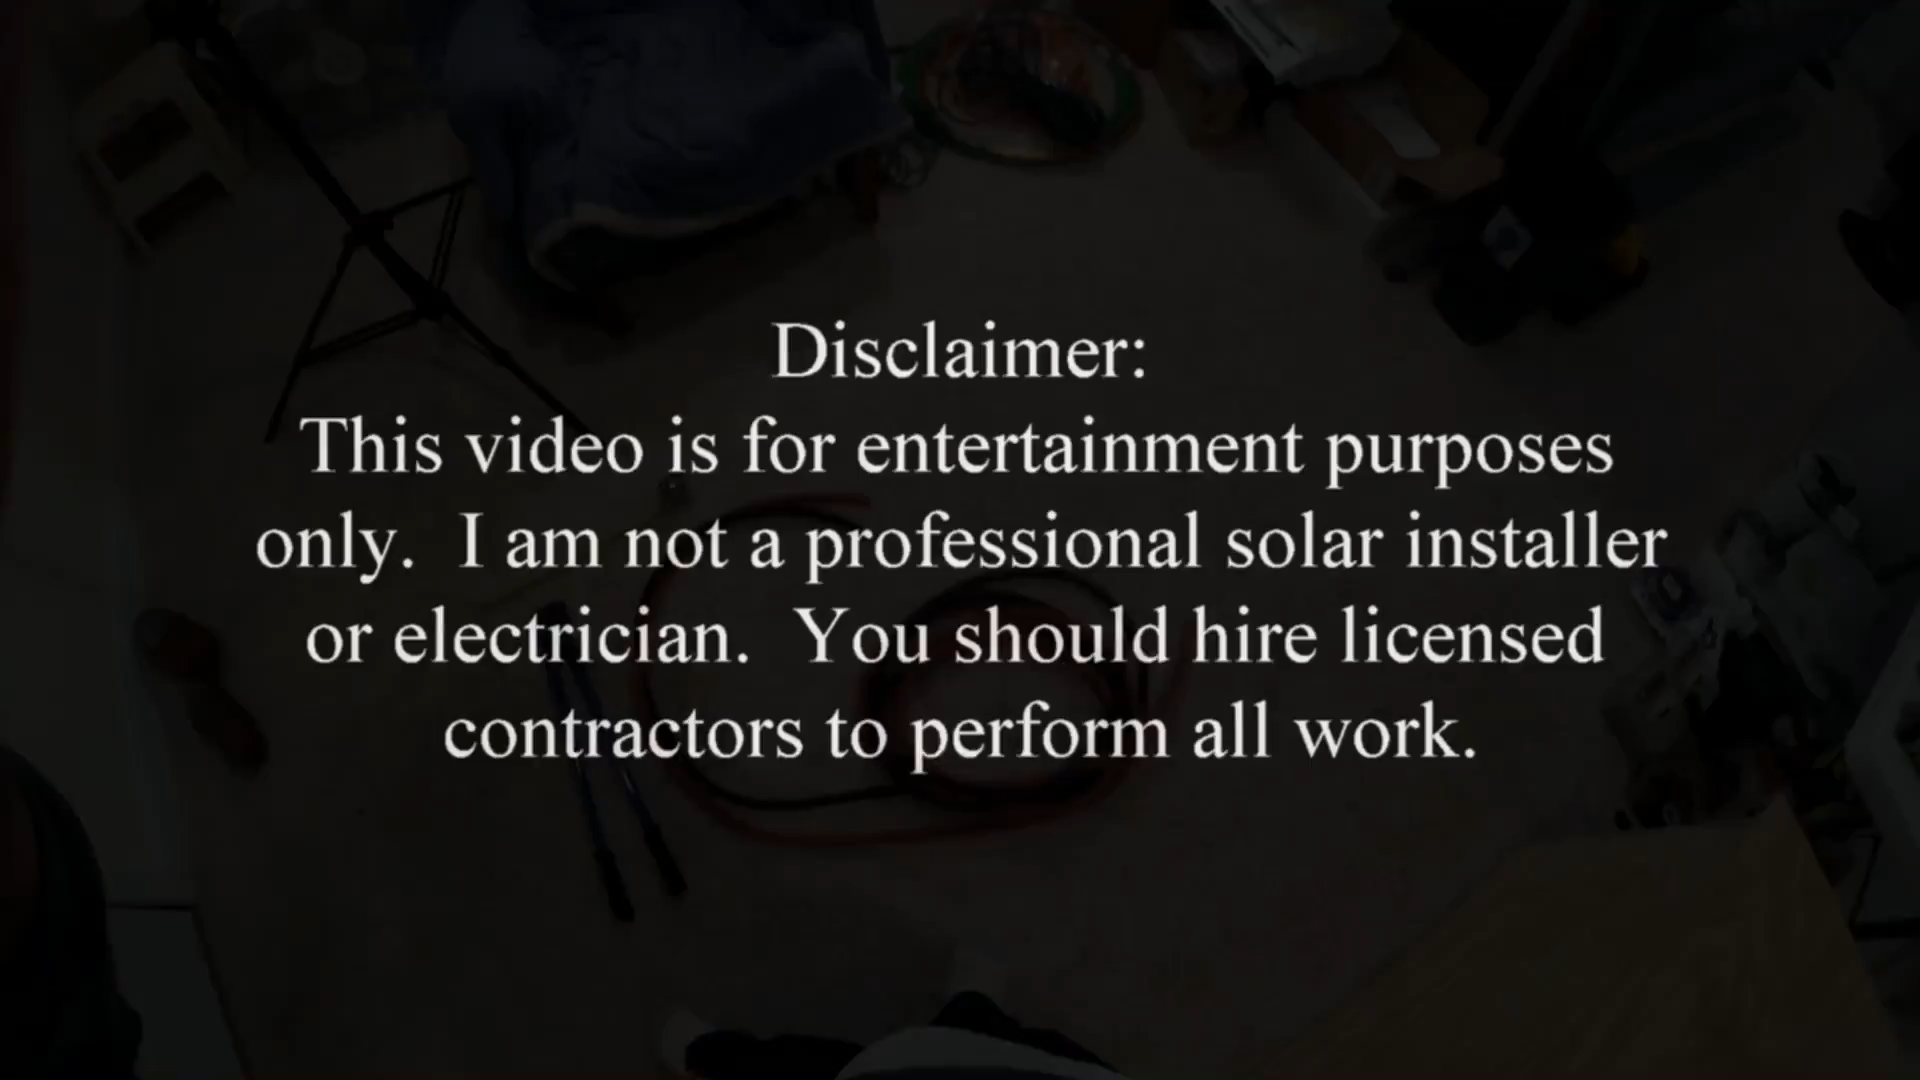 Disclaimer:
This video is for entertainment purposes
only.  I am not a professional solar installer
or electrician.  You should hire licensed
contractors to perform all work.